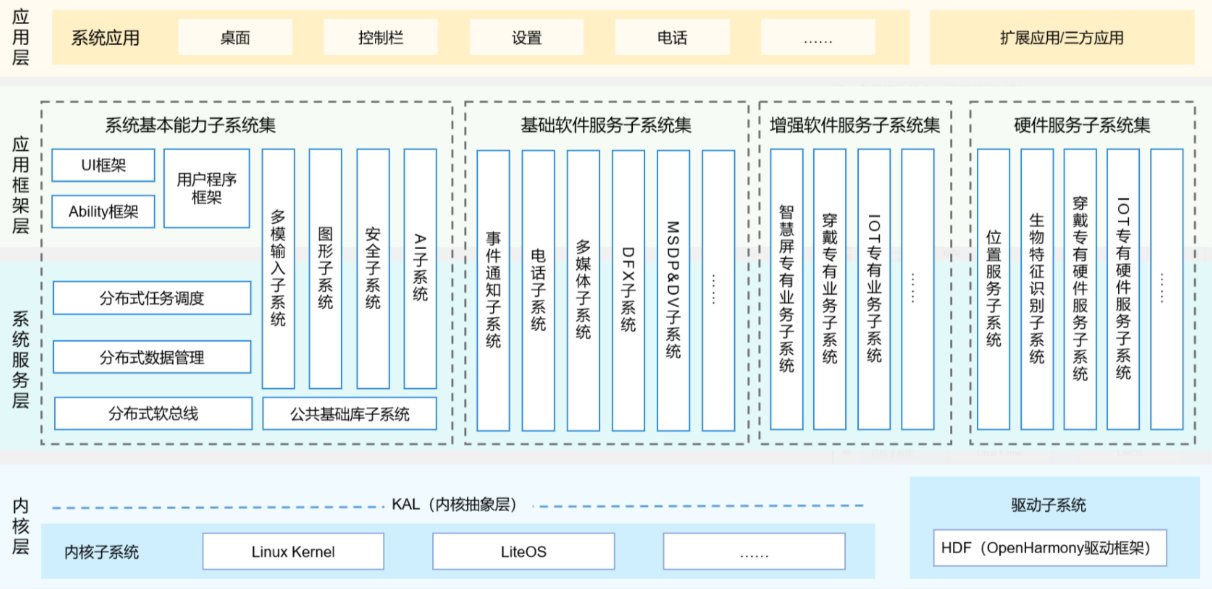 应用层
系统应用
桌面
控制栏
设置
电话
……
扩展应用/三方应用
应用框架层
系统服务层
系统基本能力子系统集
UI框架
Ability框架
用户程序
框架
多模输入子系统
图形子系统
安全子系统
AI子系统
分布式任务调度
分布式数据管理
分布式软总线
公共基础库子系统
基础软件服务子系统集
事件通知子系统
电话子系统
多媒体子系统
DFX子系统
MSDP&DV子系统
……
增强软件服务子系统集
智慧屏专有业务子系统
穿戴专有业务子系统
IOT专有业务子系统
……
硬件服务子系统集
位置服务子系统
生物特征识别子系统
穿戴专有硬件服务子系统
IOT专有硬件服务子系统
……
内核层
KAL（内核抽象层）
内核子系统
Linux Kernel
LiteOS
……
驱动子系统
HDF（OpenHarmony驱动框架）